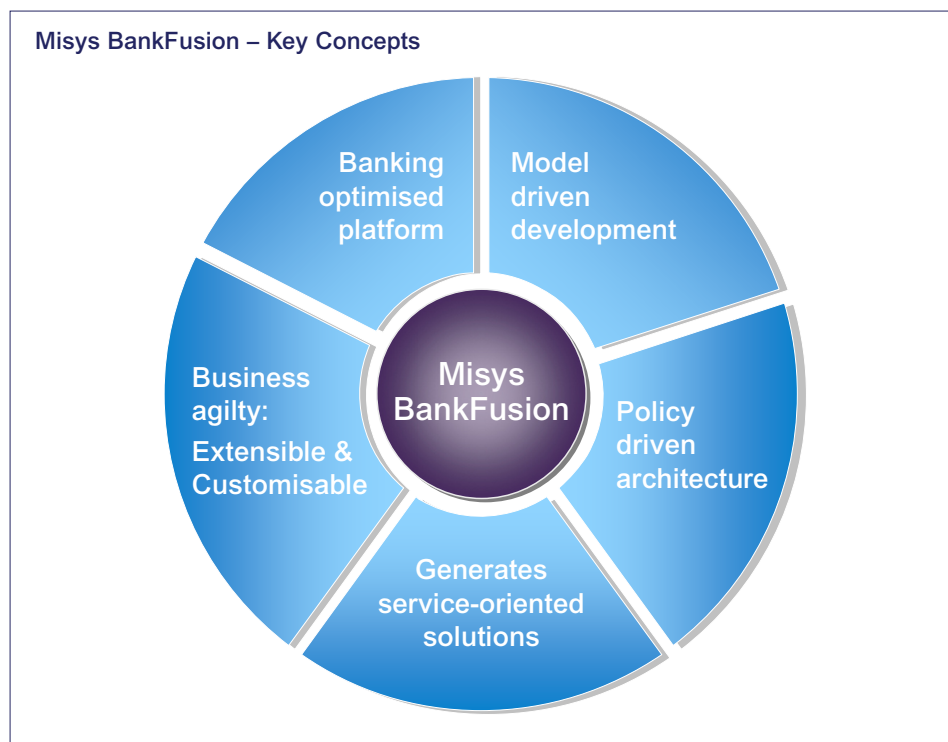 Misys BankFusion – Key Concepts
Banking
optimised
platform
Model
driven
development
Misys
BankFusion
Business
agilty:
Extensible &
Customisable
Policy
driven
architecture
Generates
service-oriented
solutions